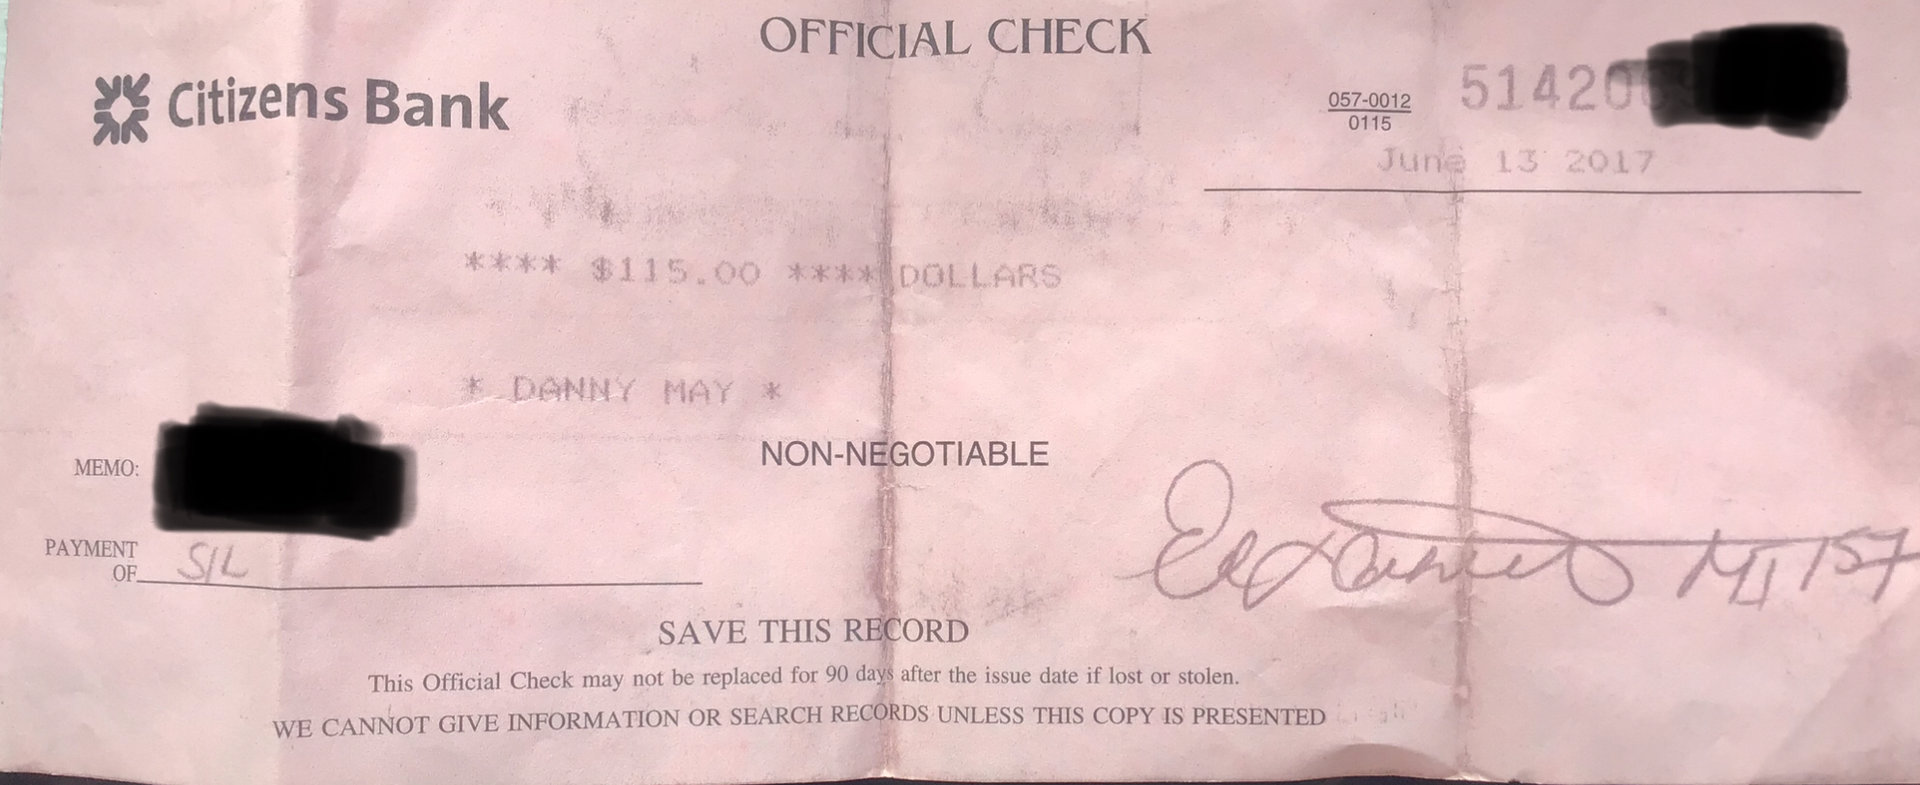 OFFICIAL CHECK
Citizens Bank
057-0012
0115
514200
June 13 2017
**** $115.00 **** DOLLARS
* DANNY MAY *
NON-NEGOTIABLE
MEMO:
PAYMENT
OF S/L
SAVE THIS RECORD
This Official Check may not be replaced for 90 days after the issue date if lost or stolen.
WE CANNOT GIVE INFORMATION OR SEARCH RECORDS UNLESS THIS COPY IS PRESENTED